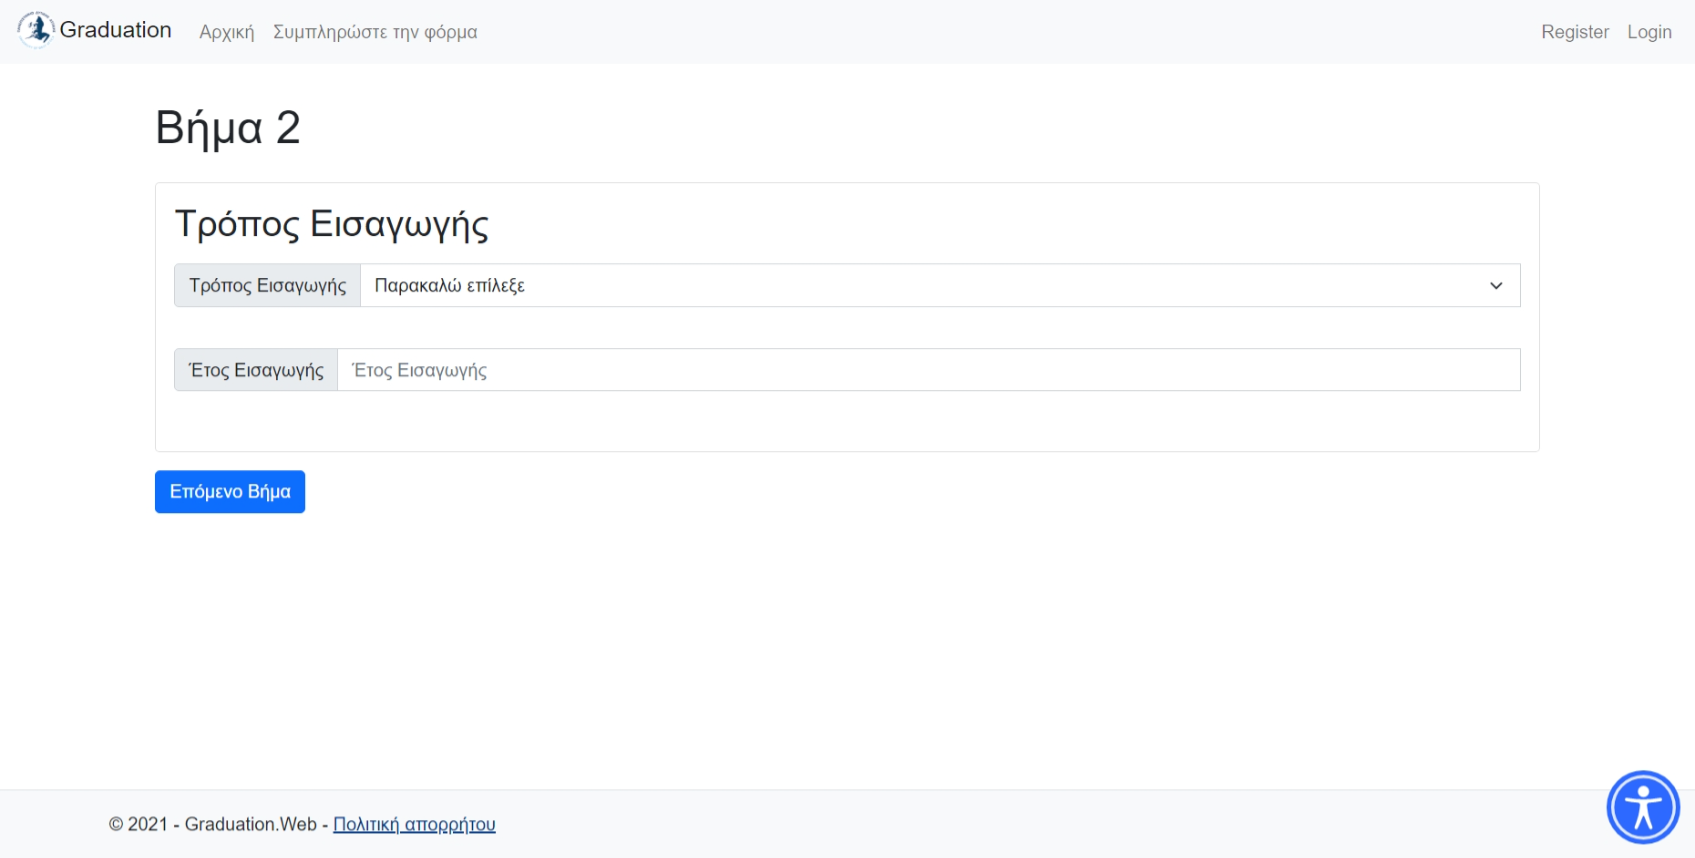 Graduation Αρχική Συμπληρώστε την φόρμα Register Login
Βήμα 2
Τρόπος Εισαγωγής
Τρόπος Εισαγωγής Παρακαλώ επίλεξε
Έτος Εισαγωγής Έτος Εισαγωγής
Επόμενο Βήμα
© 2021 - Graduation.Web - Πολιτική απορρήτου